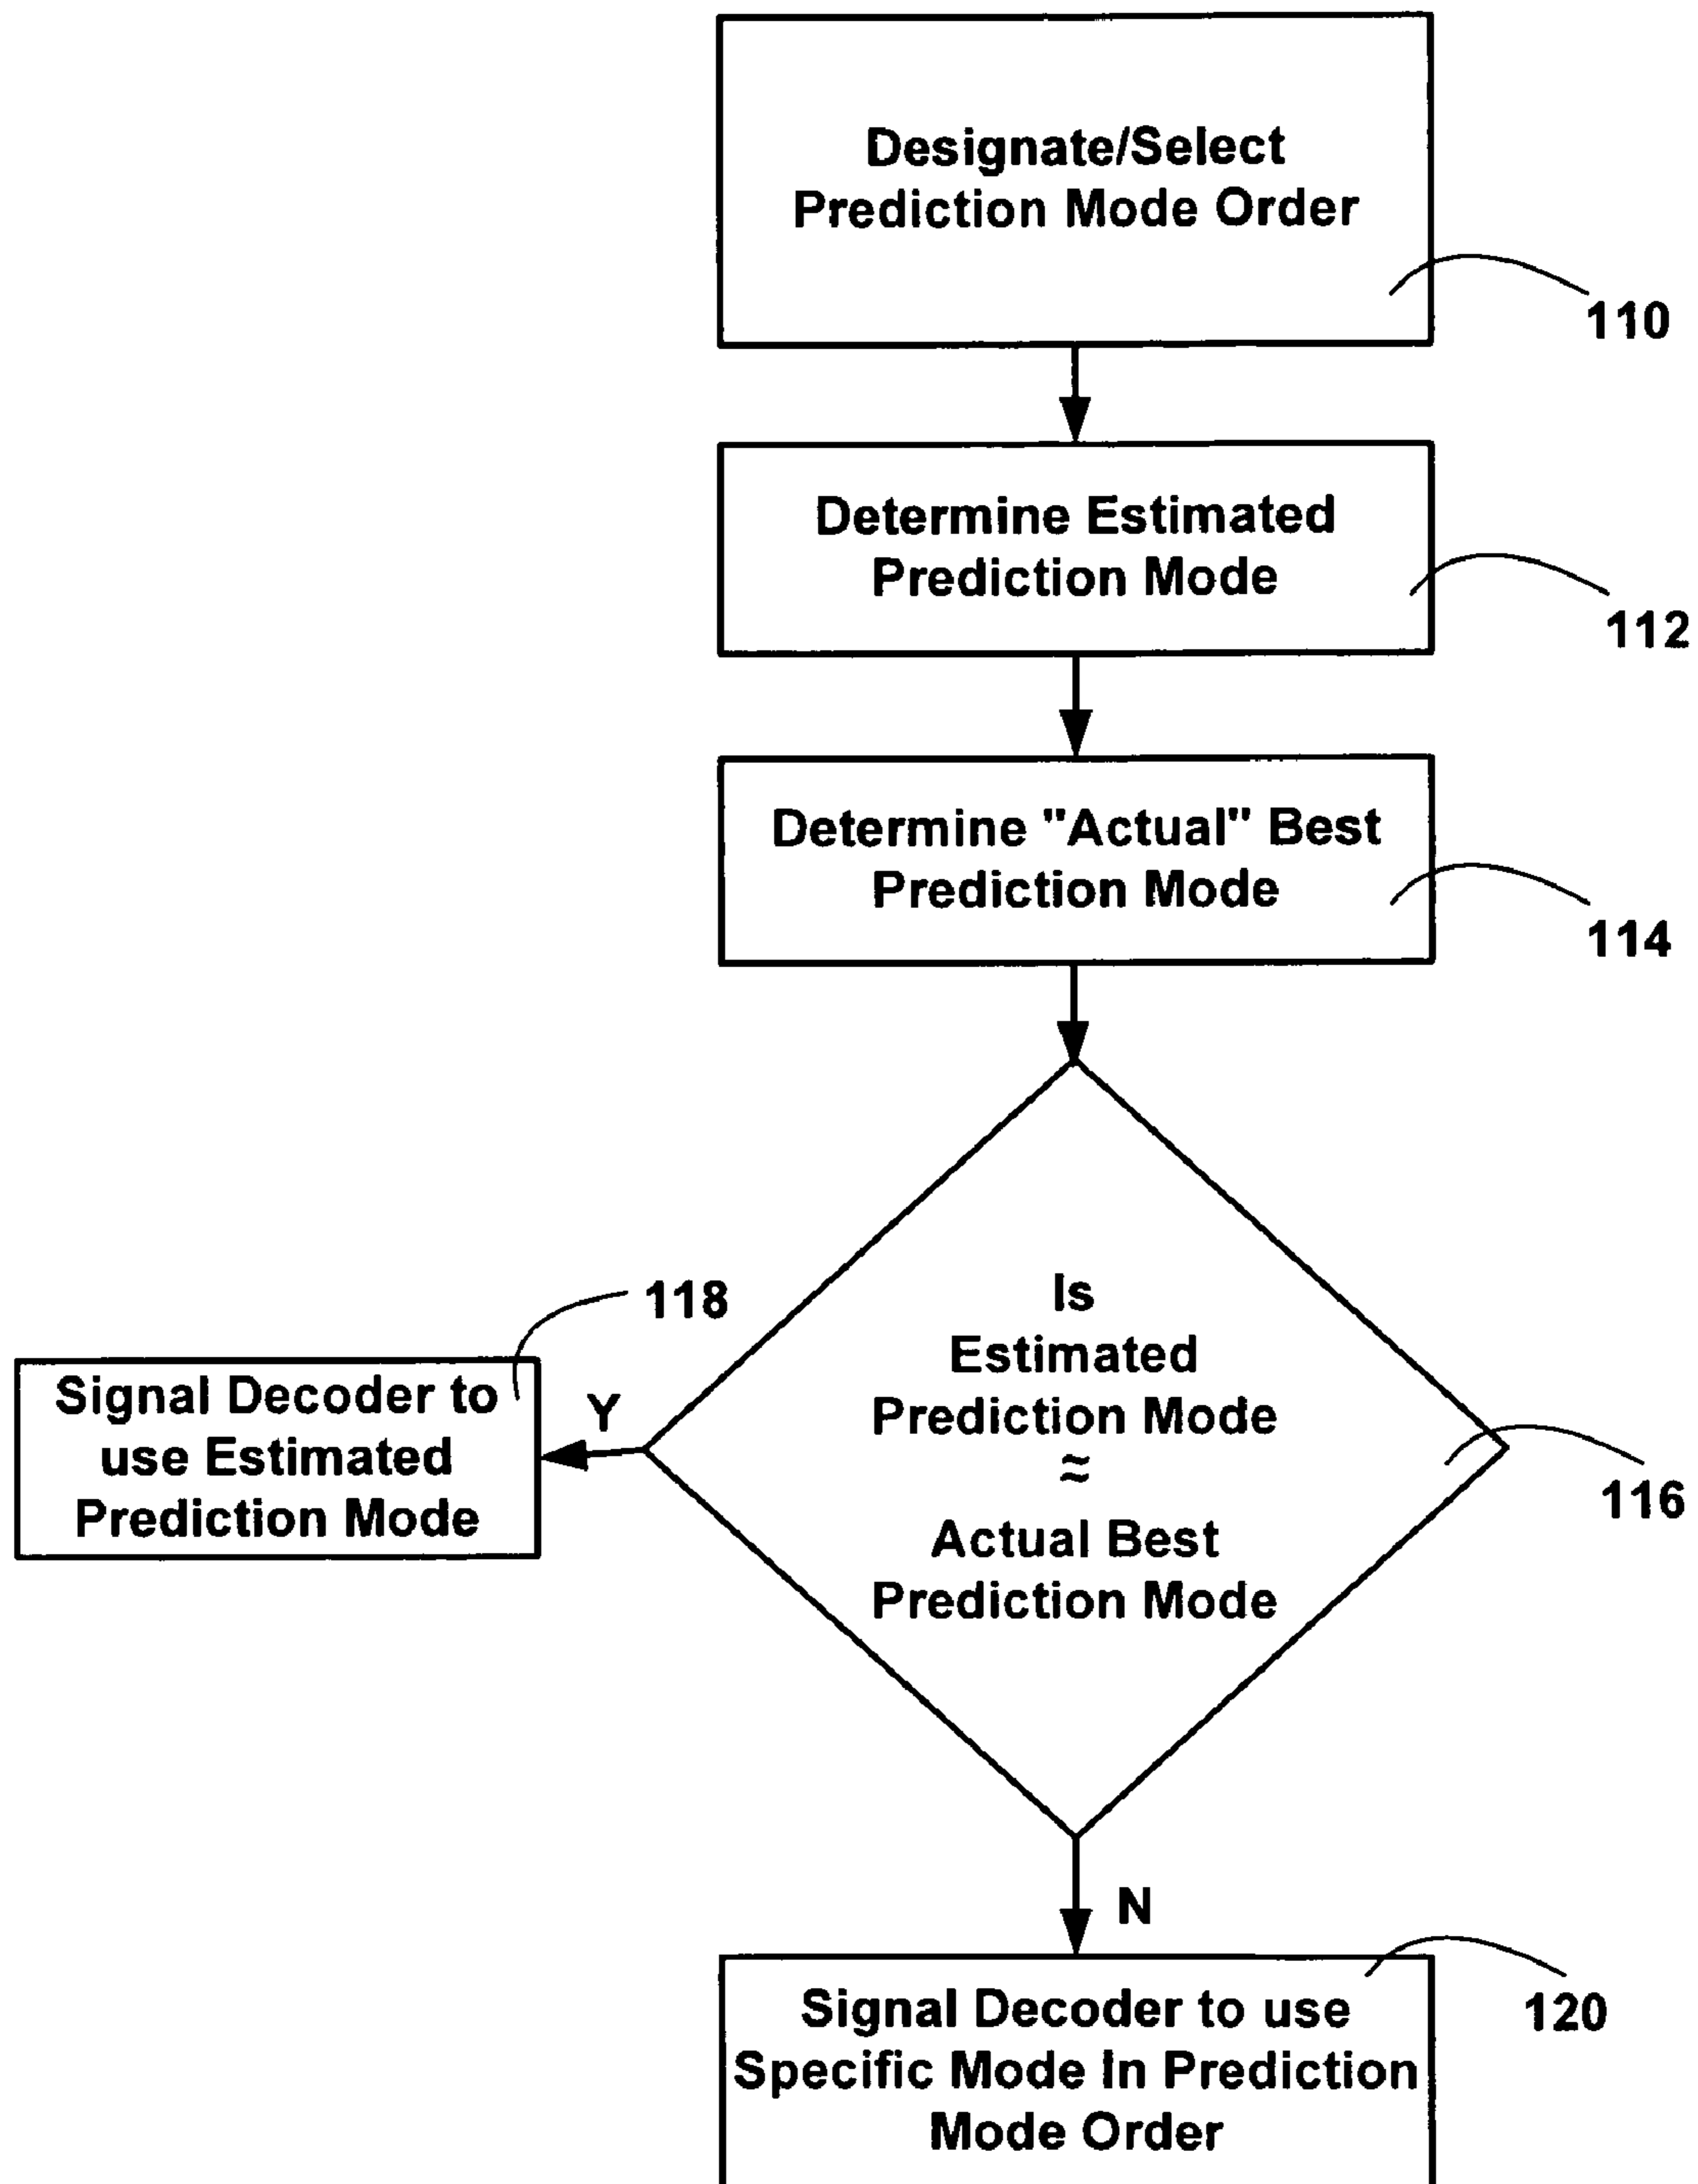 Designate/Select
Prediction Mode Order
110
Determine Estimated
Prediction Mode
112
Determine "Actual" Best
Prediction Mode
114
Is
Estimated
Prediction Mode
≈
Actual Best
Prediction Mode
116
118
Signal Decoder to
use Estimated
Prediction Mode
Y
N
Signal Decoder to use
Specific Mode In Prediction
Mode Order
120